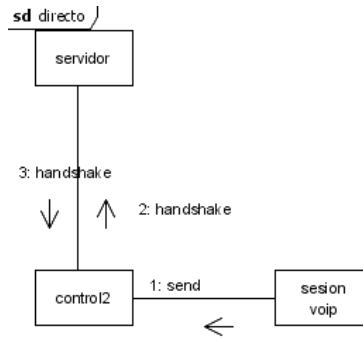 sd directo
servidor
3: handshake
2: handshake
1: send
control2
sesion
voip